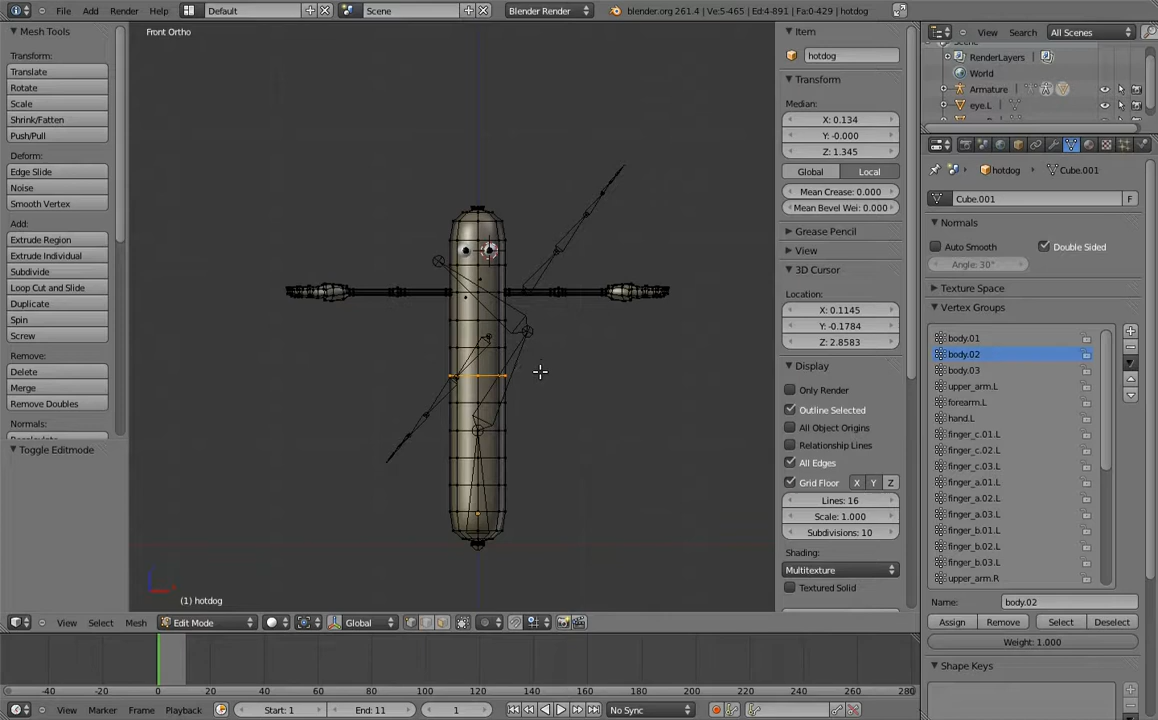 File Add Render Help Default Scene Blender Render blender.org 261.4 | Ve:5-465 | Ed:4-891 | Fa:0-429 | hotdog
View Search All Scenes
Mesh Tools
Transform:
Translate
Rotate
Scale
Shrink/Fatten
Push/Pull
Deform:
Edge Slide
Noise
Smooth Vertex
Add:
Extrude Region
Extrude Individual
Subdivide
Loop Cut and Slide
Duplicate
Spin
Screw
Remove:
Delete
Merge
Remove Doubles
Normals:
Toggle Editmode
Front Ortho
(1) hotdog
Item
hotdog
Transform
Median:
X: 0.134
Y: -0.000
Z: 1.345
Global Local
Mean Crease: 0.000
Mean Bevel Wei: 0.000
Grease Pencil
View
3D Cursor
Location:
X: 0.1145
Y: -0.1784
Z: 2.8583
Display
Only Render
Outline Selected
All Object Origins
Relationship Lines
All Edges
Grid Floor X Y Z
Lines: 16
Scale: 1.000
Subdivisions: 10
Shading:
Multitexture
Textured Solid
RenderLayers
World
Armature
eye.L
hotdog Cube.001
Cube.001 F
Normals
Auto Smooth Double Sided
Angle: 30°
Texture Space
Vertex Groups
body.01
body.02
body.03
upper_arm.L
forearm.L
hand.L
finger_c.01.L
finger_c.02.L
finger_c.03.L
finger_a.01.L
finger_a.02.L
finger_a.03.L
finger_b.01.L
finger_b.02.L
finger_b.03.L
upper_arm.R
Name: body.02
Assign Remove Select Deselect
Weight: 1.000
Shape Keys
View Select Mesh Edit Mode Global
-40 -20 0 20 40 60 80 100 120 140 160 180 200 220 240 260 280
View Marker Frame Playback Start: 1 End: 11 1 No Sync